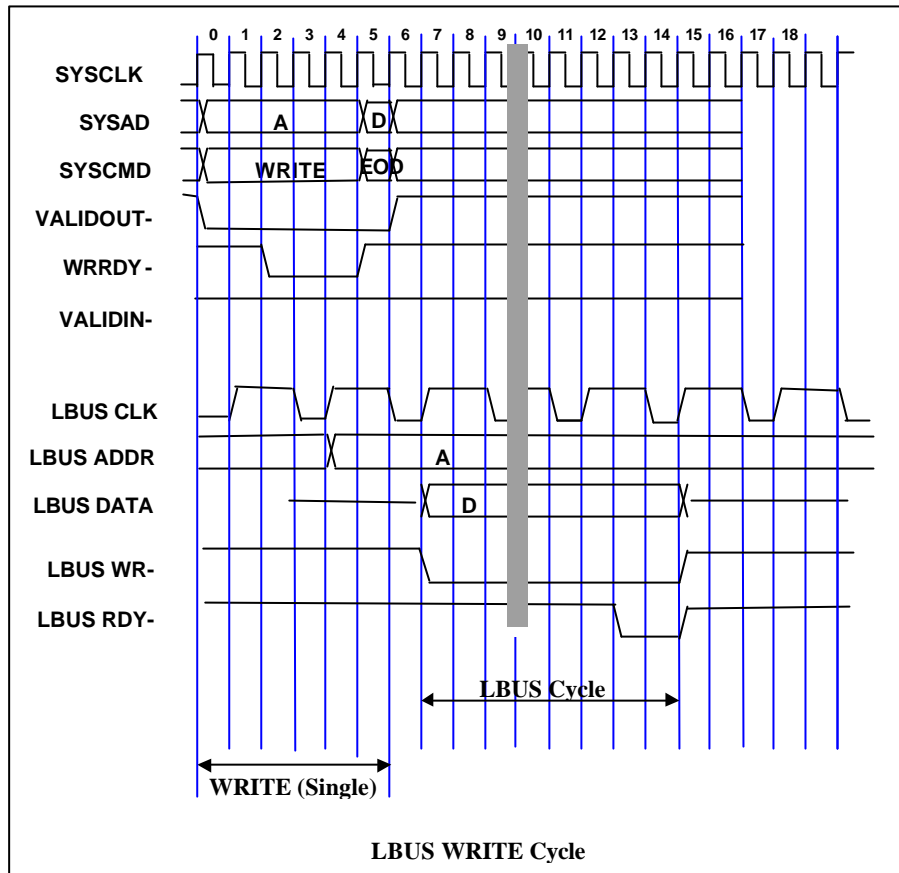 0 1 2 3 4 5 6 7 8 9 10 11 12 13 14 15 16 17 18
SYSCLK
SYSAD A D
SYSCMD WRITE EOD
VALIDOUT-
WRRDY -
VALIDIN-
LBUS CLK
LBUS ADDR A
LBUS DATA D
LBUS WR-
LBUS RDY-
LBUS Cycle
WRITE (Single)
LBUS WRITE Cycle